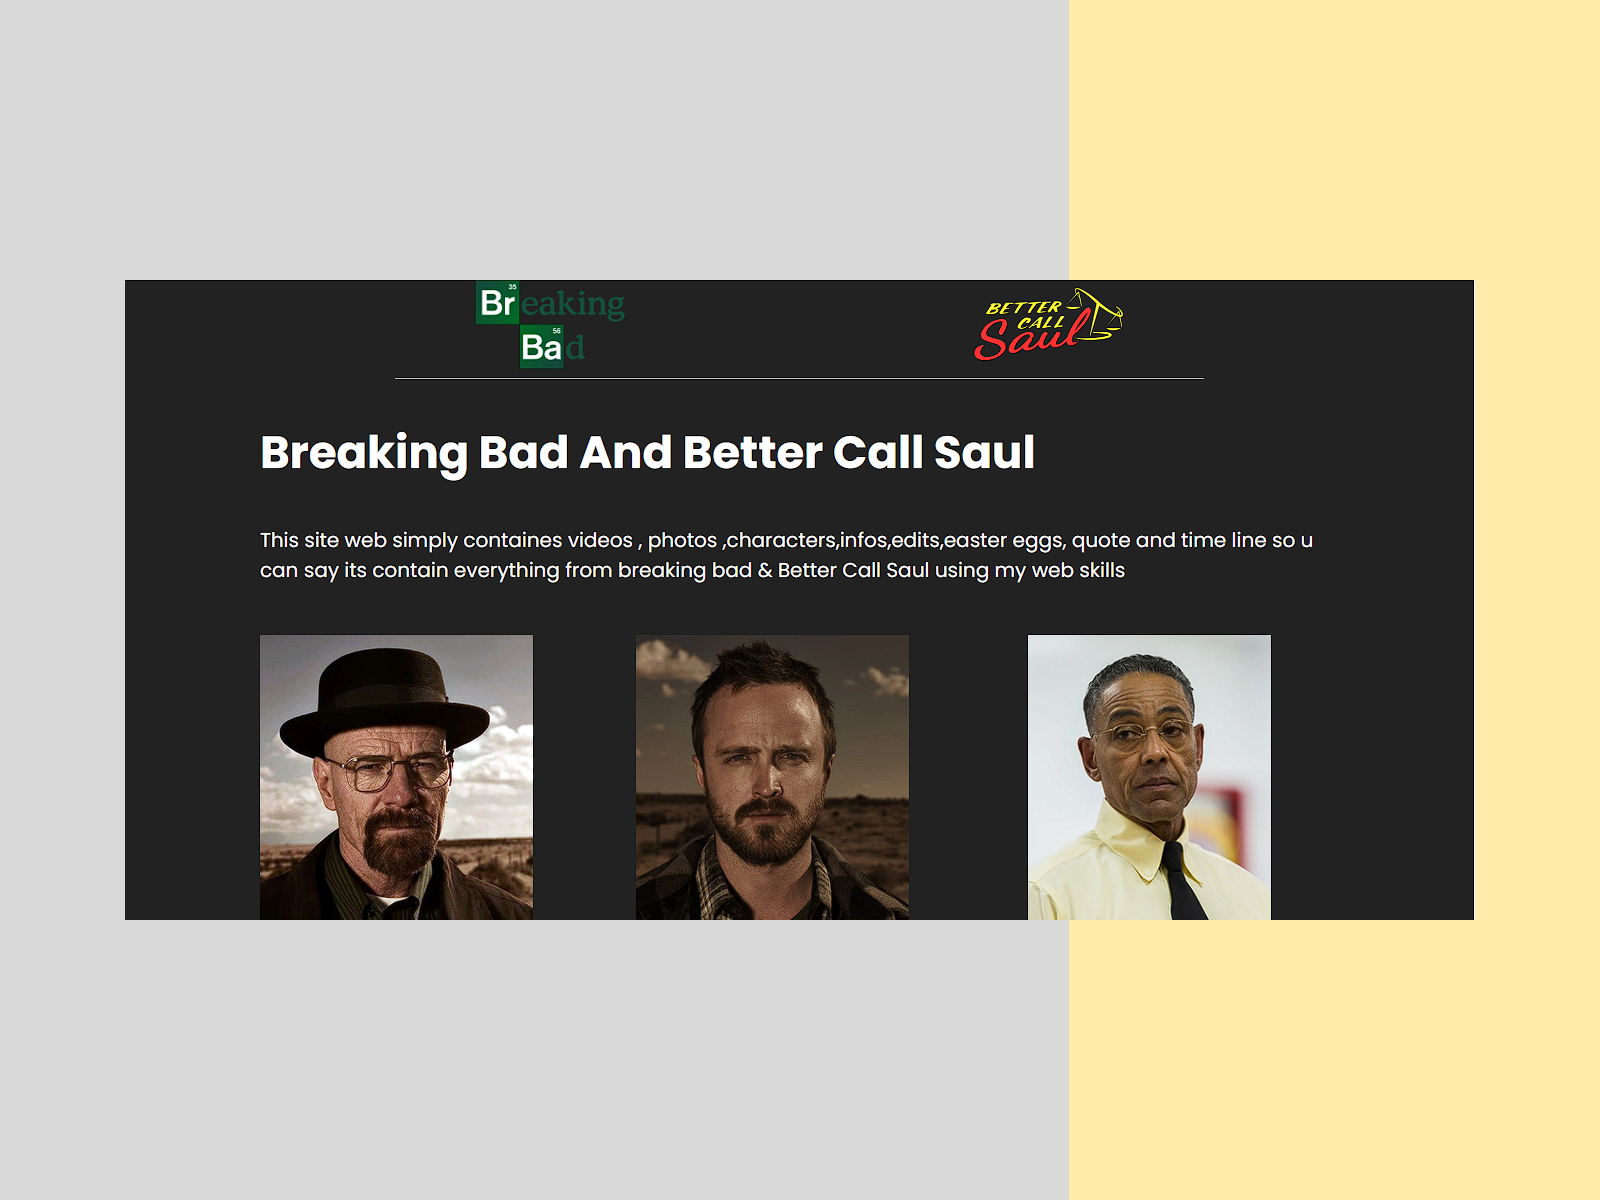 35
Breaking
56
Bad
BETTER
CALL
Saul
Breaking Bad And Better Call Saul
This site web simply containes videos , photos ,characters,infos,edits,easter eggs, quote and time line so u
can say its contain everything from breaking bad & Better Call Saul using my web skills